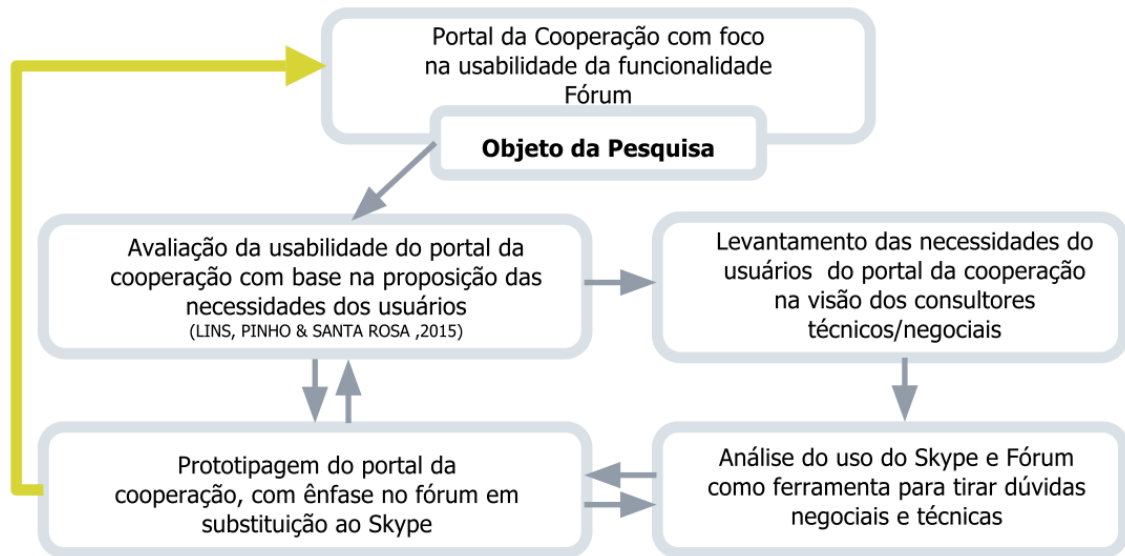 Portal da Cooperação com foco
na usabilidade da funcionalidade
Fórum
Objeto da Pesquisa
Avaliação da usabilidade do portal da
cooperação com base na proposição das
necessidades dos usuários
(LINS, PINHO & SANTA ROSA ,2015)
Levantamento das necessidades do
usuários do portal da cooperação
na visão dos consultores
técnicos/negociais
Prototipagem do portal da
cooperação, com ênfase no fórum em
substituição ao Skype
Análise do uso do Skype e Fórum
como ferramenta para tirar dúvidas
negociais e técnicas